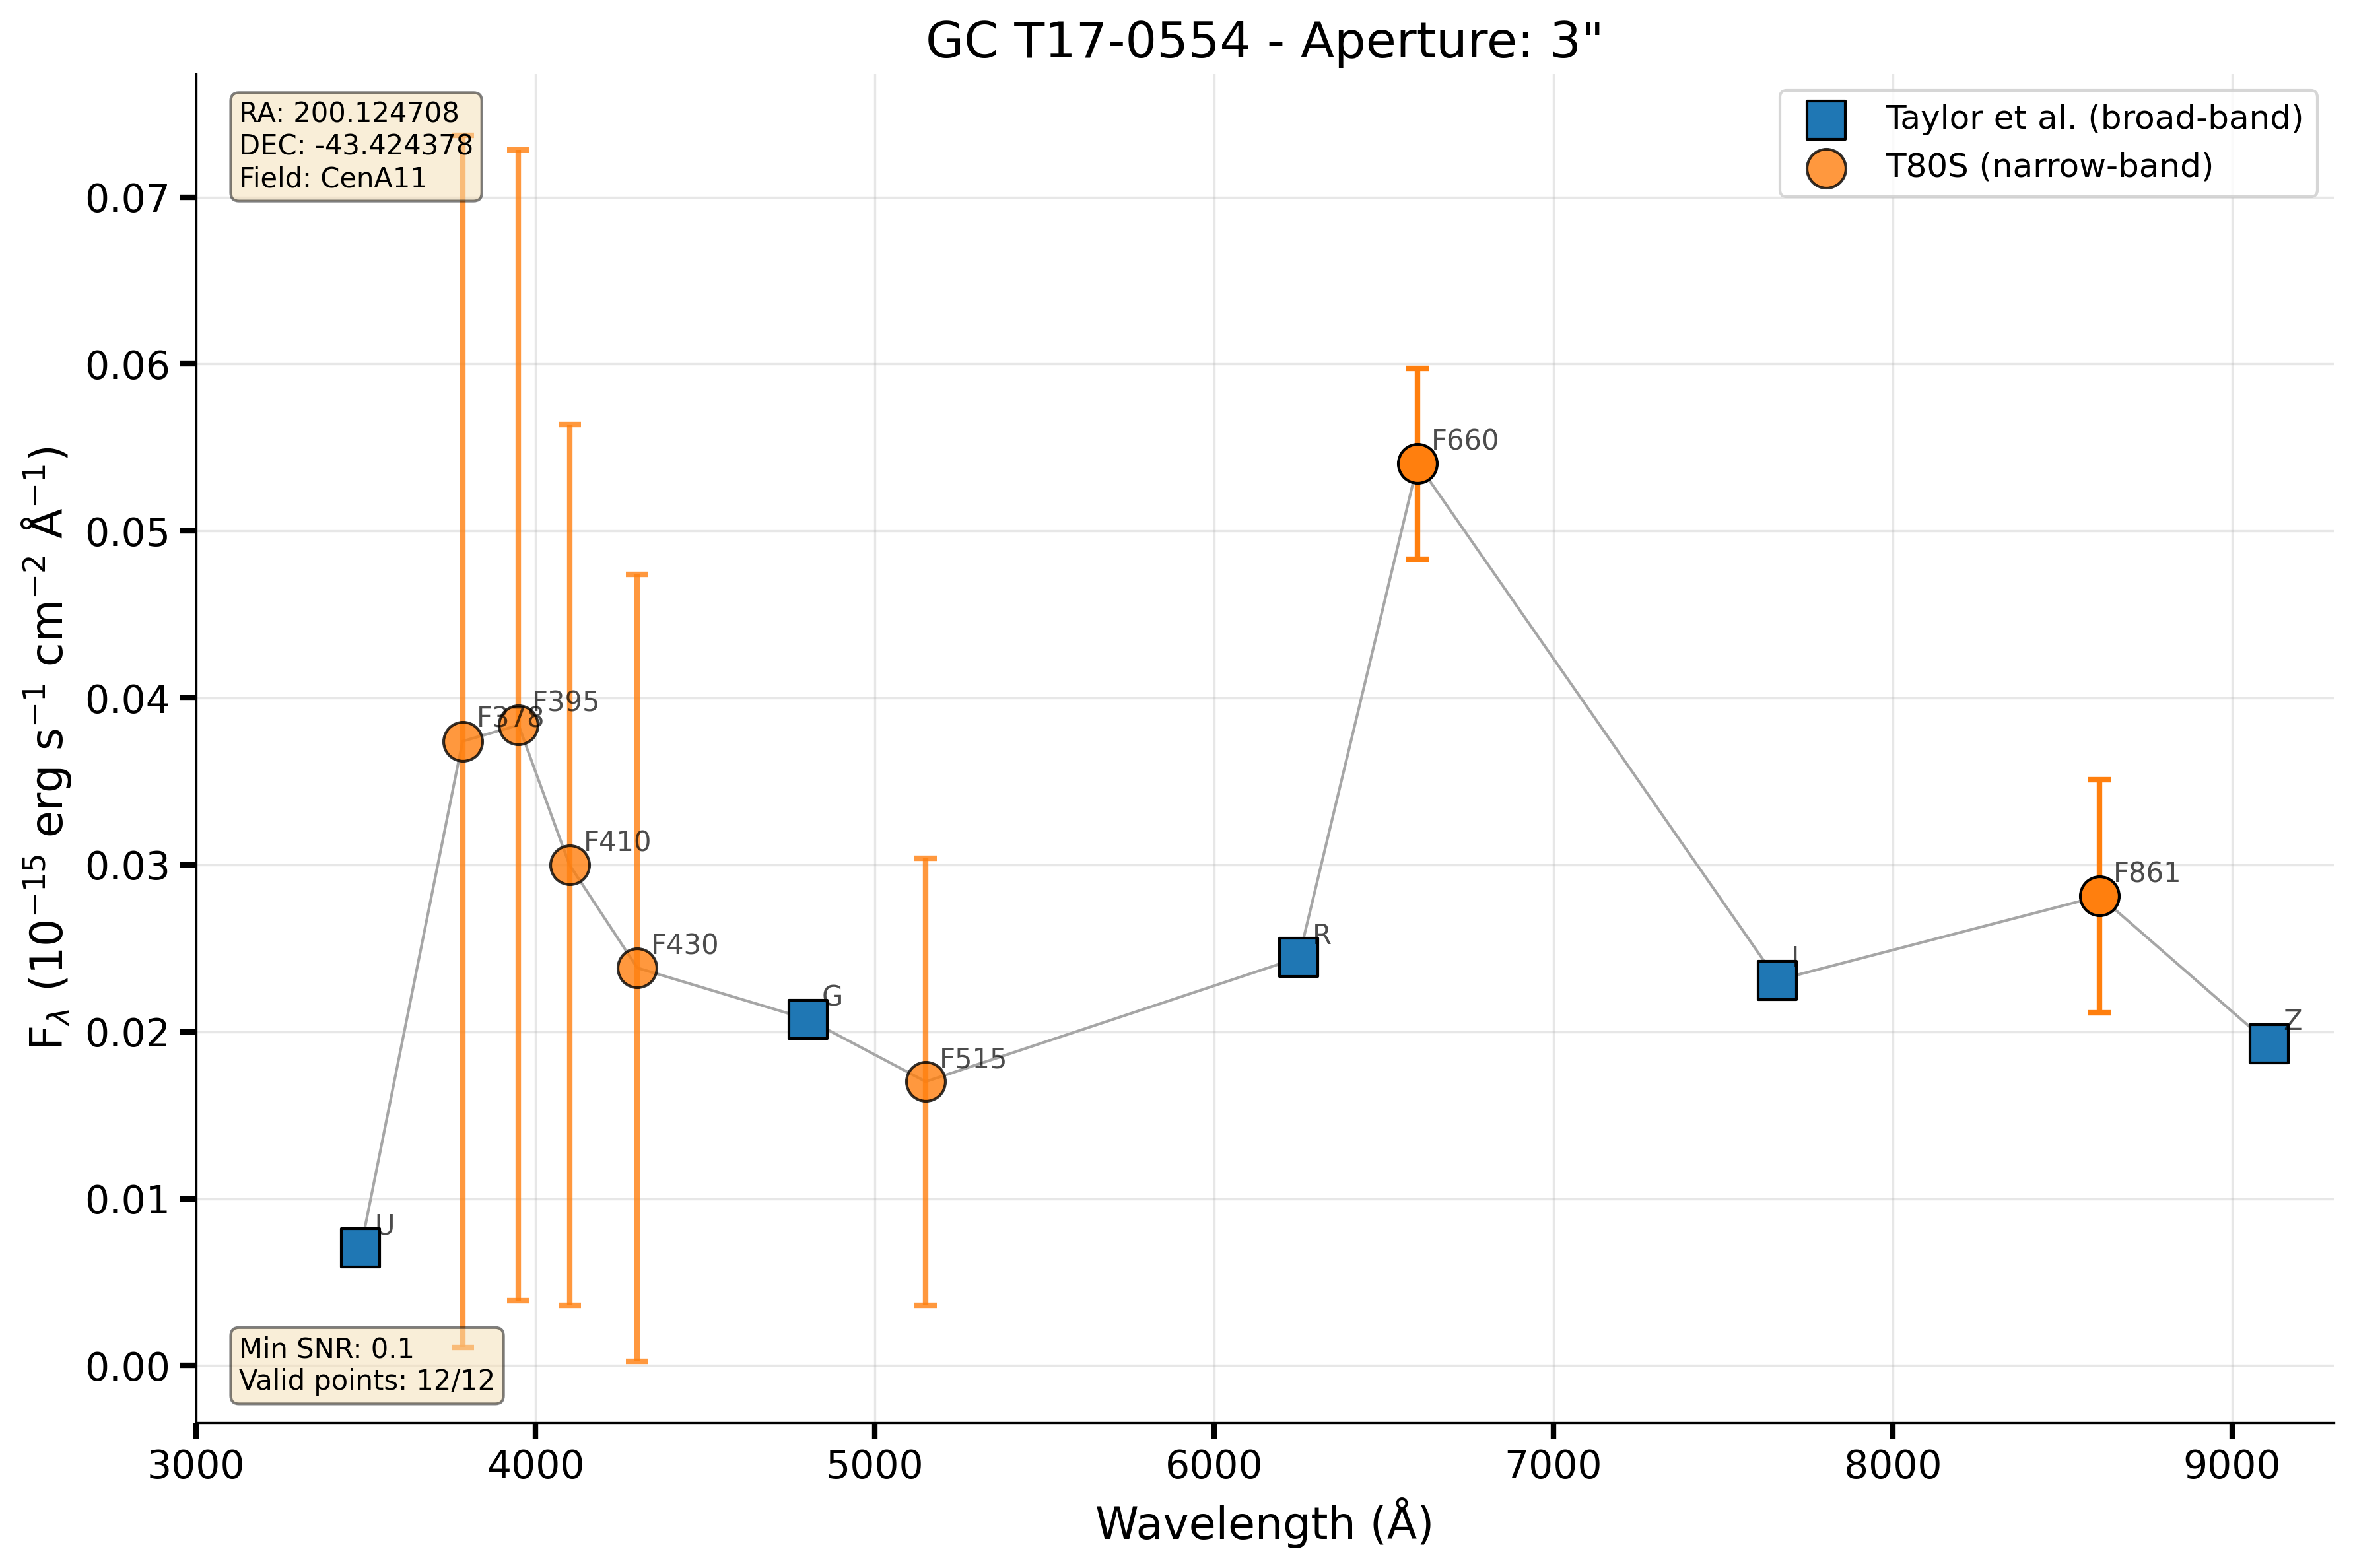 GC T17-0554 - Aperture: 3"
RA: 200.124708
DEC: -43.424378
Field: CenA11
Taylor et al. (broad-band)
T80S (narrow-band)
0.07
0.06
0.05
0.04
0.03
0.02
0.01
0.00
F_λ (10⁻¹⁵ erg s⁻¹ cm⁻² Å⁻¹)
U
F378
F395
F410
F430
G
F515
R
F660
I
F861
Z
Min SNR: 0.1
Valid points: 12/12
3000 4000 5000 6000 7000 8000 9000
Wavelength (Å)